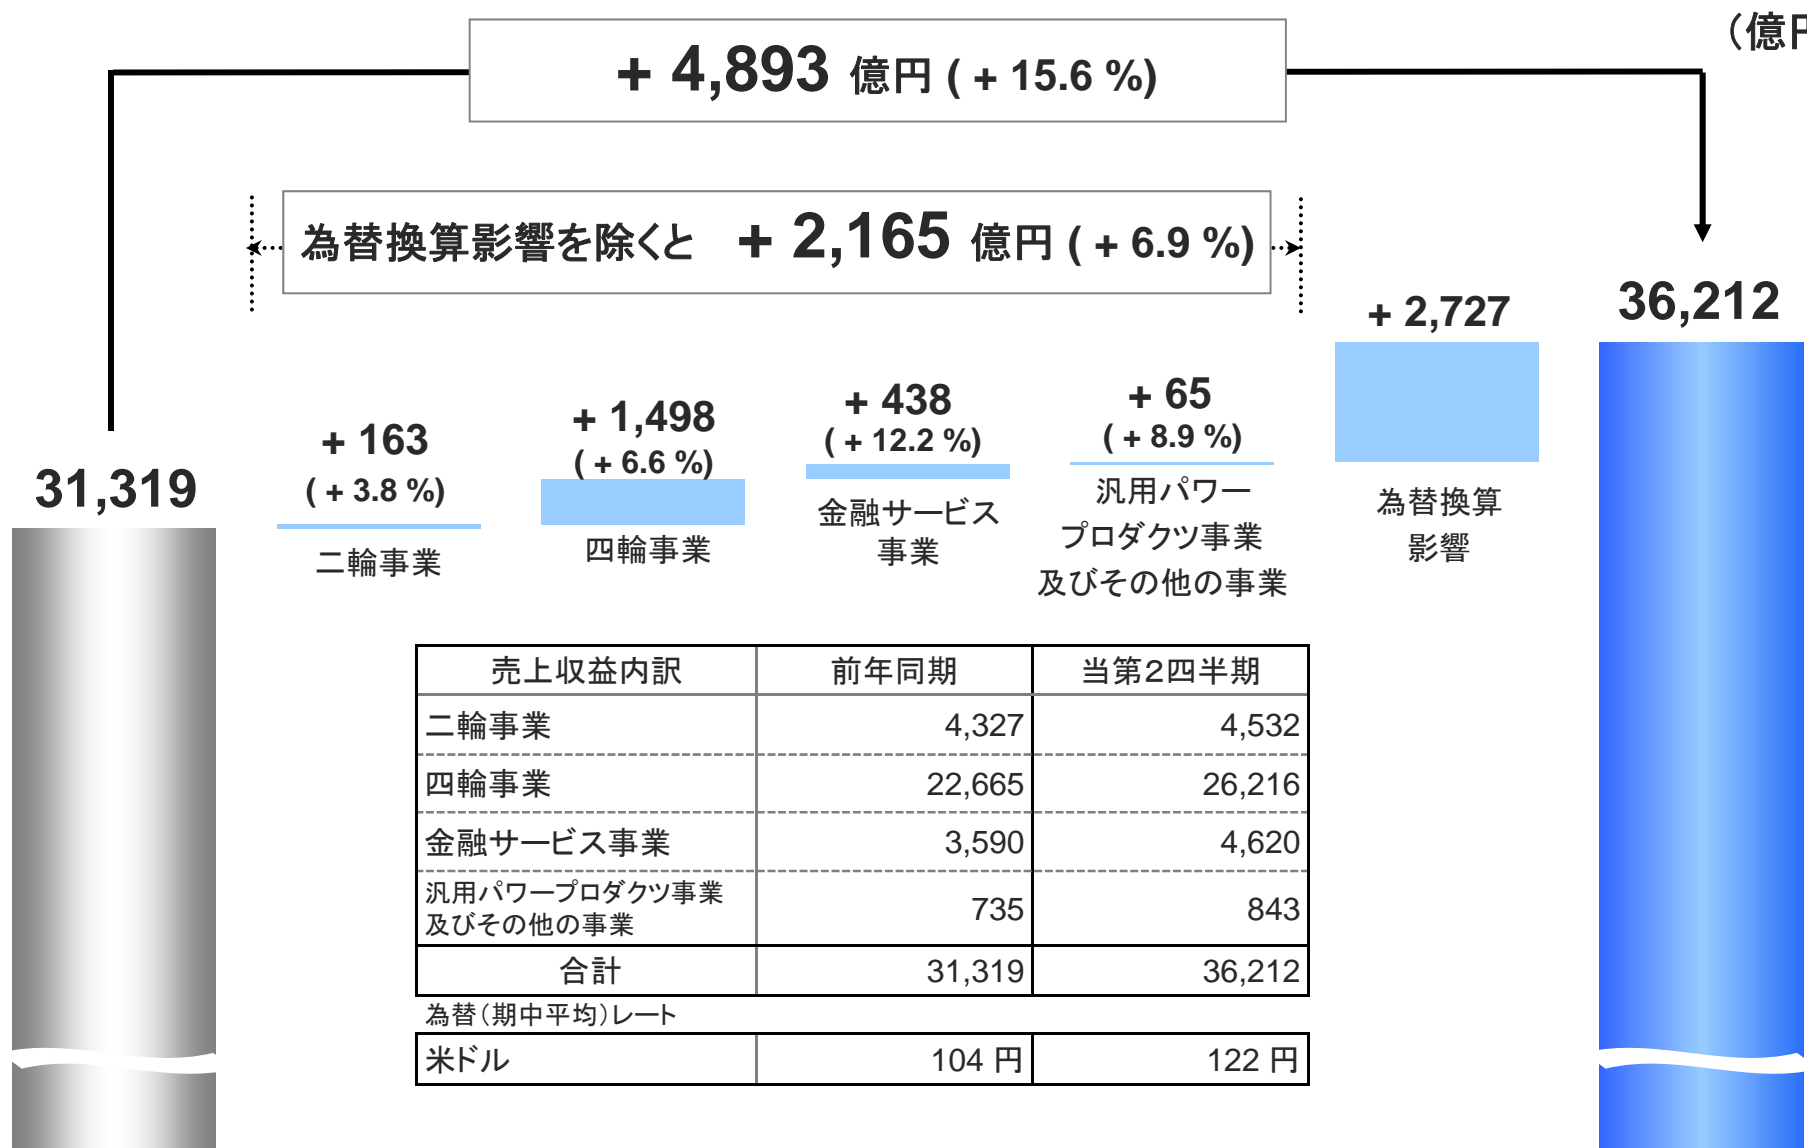 （億円
+ 4,893 億円 ( + 15.6 %)
為替換算影響を除くと + 2,165 億円 ( + 6.9 %)
31,319
+ 163
( + 3.8 %)
二輪事業
+ 1,498
( + 6.6 %)
四輪事業
+ 438
( + 12.2 %)
金融サービス
事業
+ 65
( + 8.9 %)
汎用パワー
プロダクツ事業
及びその他の事業
+ 2,727
為替換算
影響
36,212
売上収益内訳 前年同期 当第２四半期
二輪事業 4,327 4,532
四輪事業 22,665 26,216
金融サービス事業 3,590 4,620
汎用パワープロダクツ事業
及びその他の事業 735 843
合計 31,319 36,212
為替（期中平均）レート
米ドル 104 円 122 円